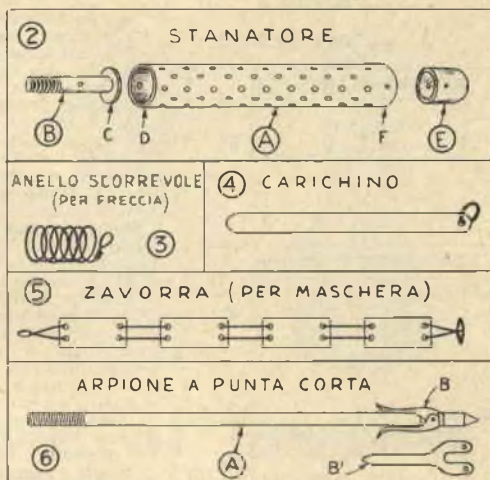 ② STANATORE
B C D A F E
ANELLO SCORREVOLE
(PER FRECCIA)
③
④ CARICHINO
⑤ ZAVORRA (PER MASCHERA)
ARPIONE A PUNTA CORTA
B
⑥ A B'